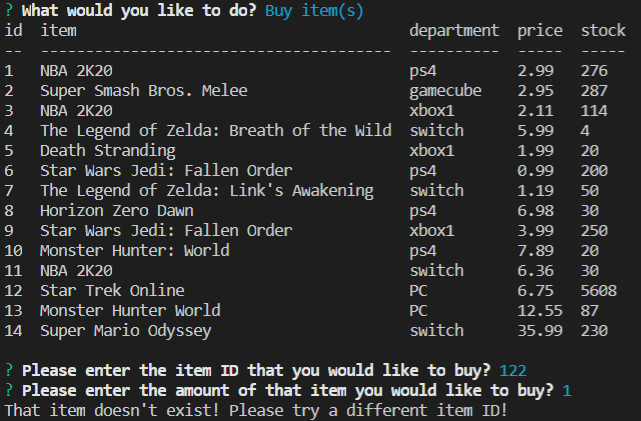 ? What would you like to do? Buy item(s)
id  item                                    department  price  stock
--  --------------------------------------  ----------  -----  -----
1   NBA 2K20                                ps4         2.99   276
2   Super Smash Bros. Melee                 gamecube    2.95   287
3   NBA 2K20                                xbox1       2.11   114
4   The Legend of Zelda: Breath of the Wild  switch      5.99   4
5   Death Stranding                         xbox1       1.99   20
6   Star Wars Jedi: Fallen Order            ps4         0.99   200
7   The Legend of Zelda: Link's Awakening   switch      1.19   50
8   Horizon Zero Dawn                       ps4         6.98   30
9   Star Wars Jedi: Fallen Order            xbox1       3.99   250
10  Monster Hunter: World                   ps4         7.89   20
11  NBA 2K20                                switch      6.36   30
12  Star Trek Online                        PC          6.75   5608
13  Monster Hunter World                    PC          12.55  87
14  Super Mario Odyssey                     switch      35.99  230
? Please enter the item ID that you would like to buy? 122
? Please enter the amount of that item you would like to buy? 1
That item doesn't exist! Please try a different item ID!